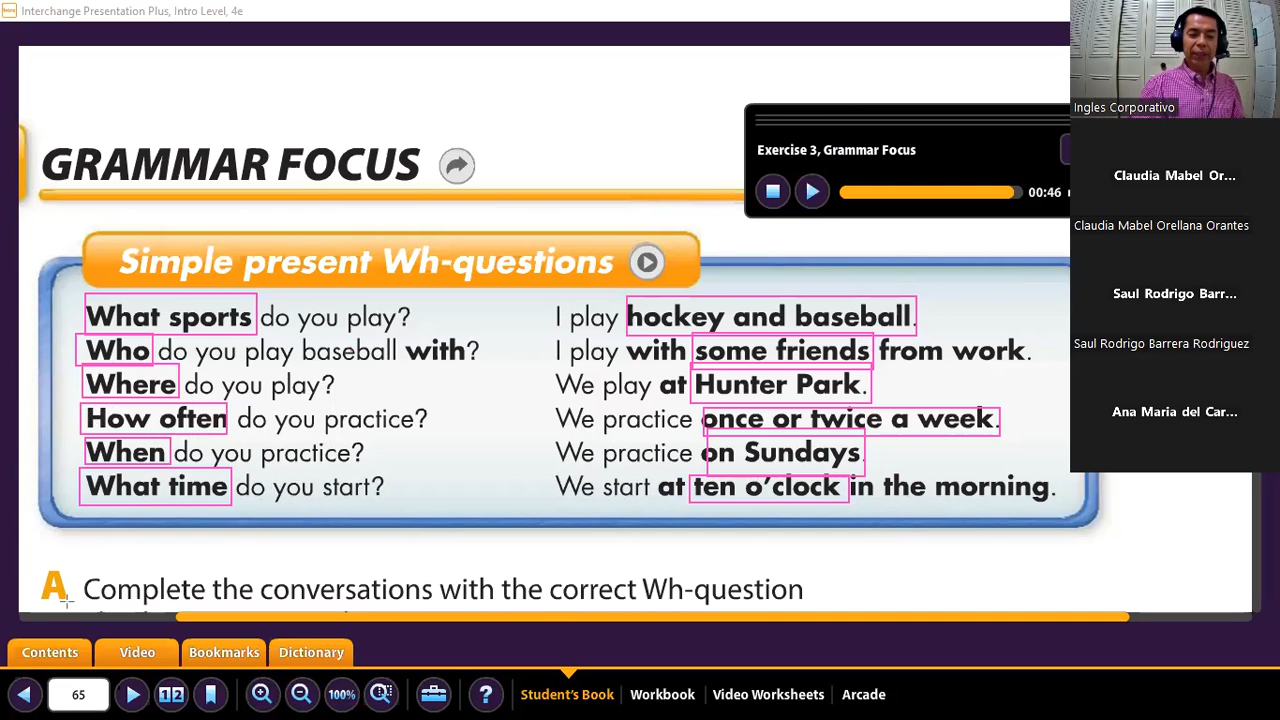 Interchange Presentation Plus, Intro Level, 4e
Ingles Corporativo
GRAMMAR FOCUS
Exercise 3, Grammar Focus
00:46
Claudia Mabel Or...
Claudia Mabel Orellana Orantes
Saul Rodrigo Barr...
Saul Rodrigo Barrera Rodriguez
Ana Maria del Car...
Simple present Wh-questions
What sports do you play? I play hockey and baseball.
Who do you play baseball with? I play with some friends from work.
Where do you play? We play at Hunter Park.
How often do you practice? We practice once or twice a week.
When do you practice? We practice on Sundays.
What time do you start? We start at ten o'clock in the morning.
A Complete the conversations with the correct Wh-question
Contents Video Bookmarks Dictionary
65 1 2 100% ? Student's Book Workbook Video Worksheets Arcade